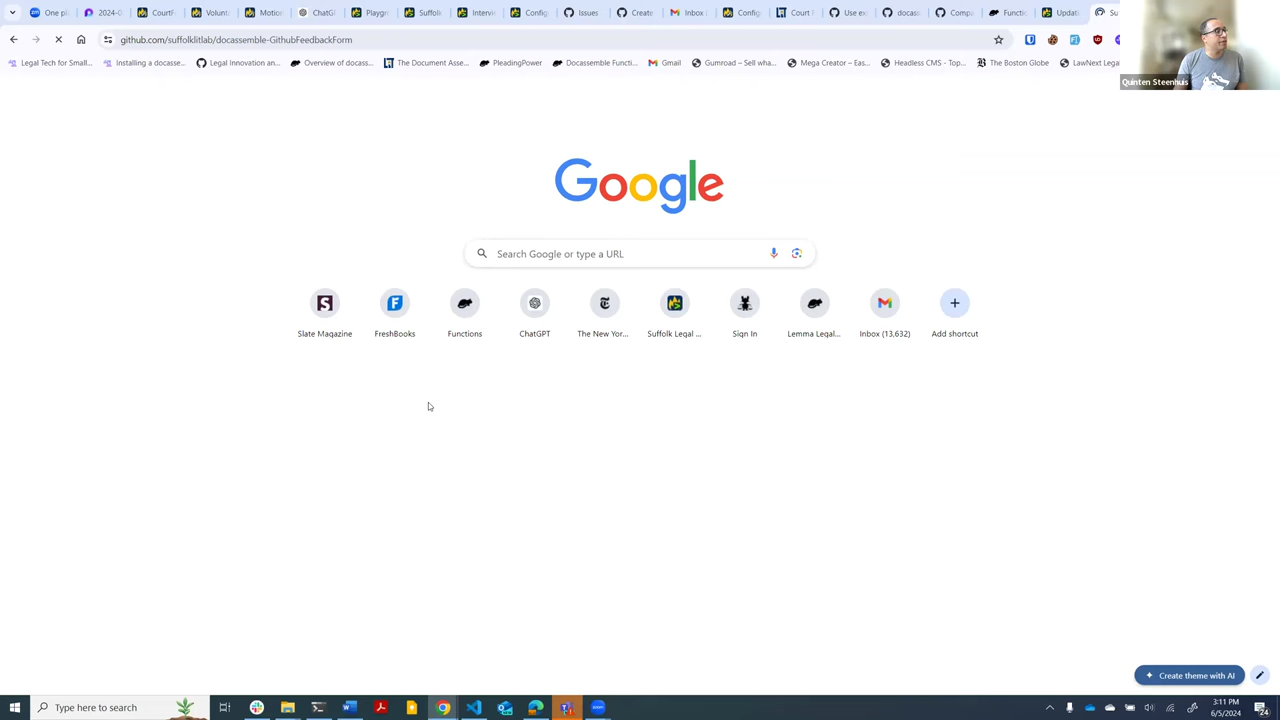 One pl
2024-0
CourtF
Volunt
Motion
ChatG
Playgr
Suffolk
Intervi
Config
Issues
Create
Inbox
Config
Court F
Use ex
docass
Compa
Functi
Updati
Su
github.com/suffolklitlab/docassemble-GithubFeedbackForm
Legal Tech for Small...
Installing a docasse...
Legal Innovation an...
Overview of docass...
The Document Asse...
PleadingPower
Docassemble Functi...
Gmail
Gumroad – Sell wha...
Mega Creator – Eas...
Headless CMS - Top...
The Boston Globe
LawNext Lega
Quinten Steenhuis
Google
Search Google or type a URL
Slate Magazine
FreshBooks
Functions
ChatGPT
The New Yor...
Suffolk Legal ...
Sign In
Lemma Legal...
Inbox (13,632)
Add shortcut
Create theme with AI
Type here to search
3:11 PM
6/5/2024
24